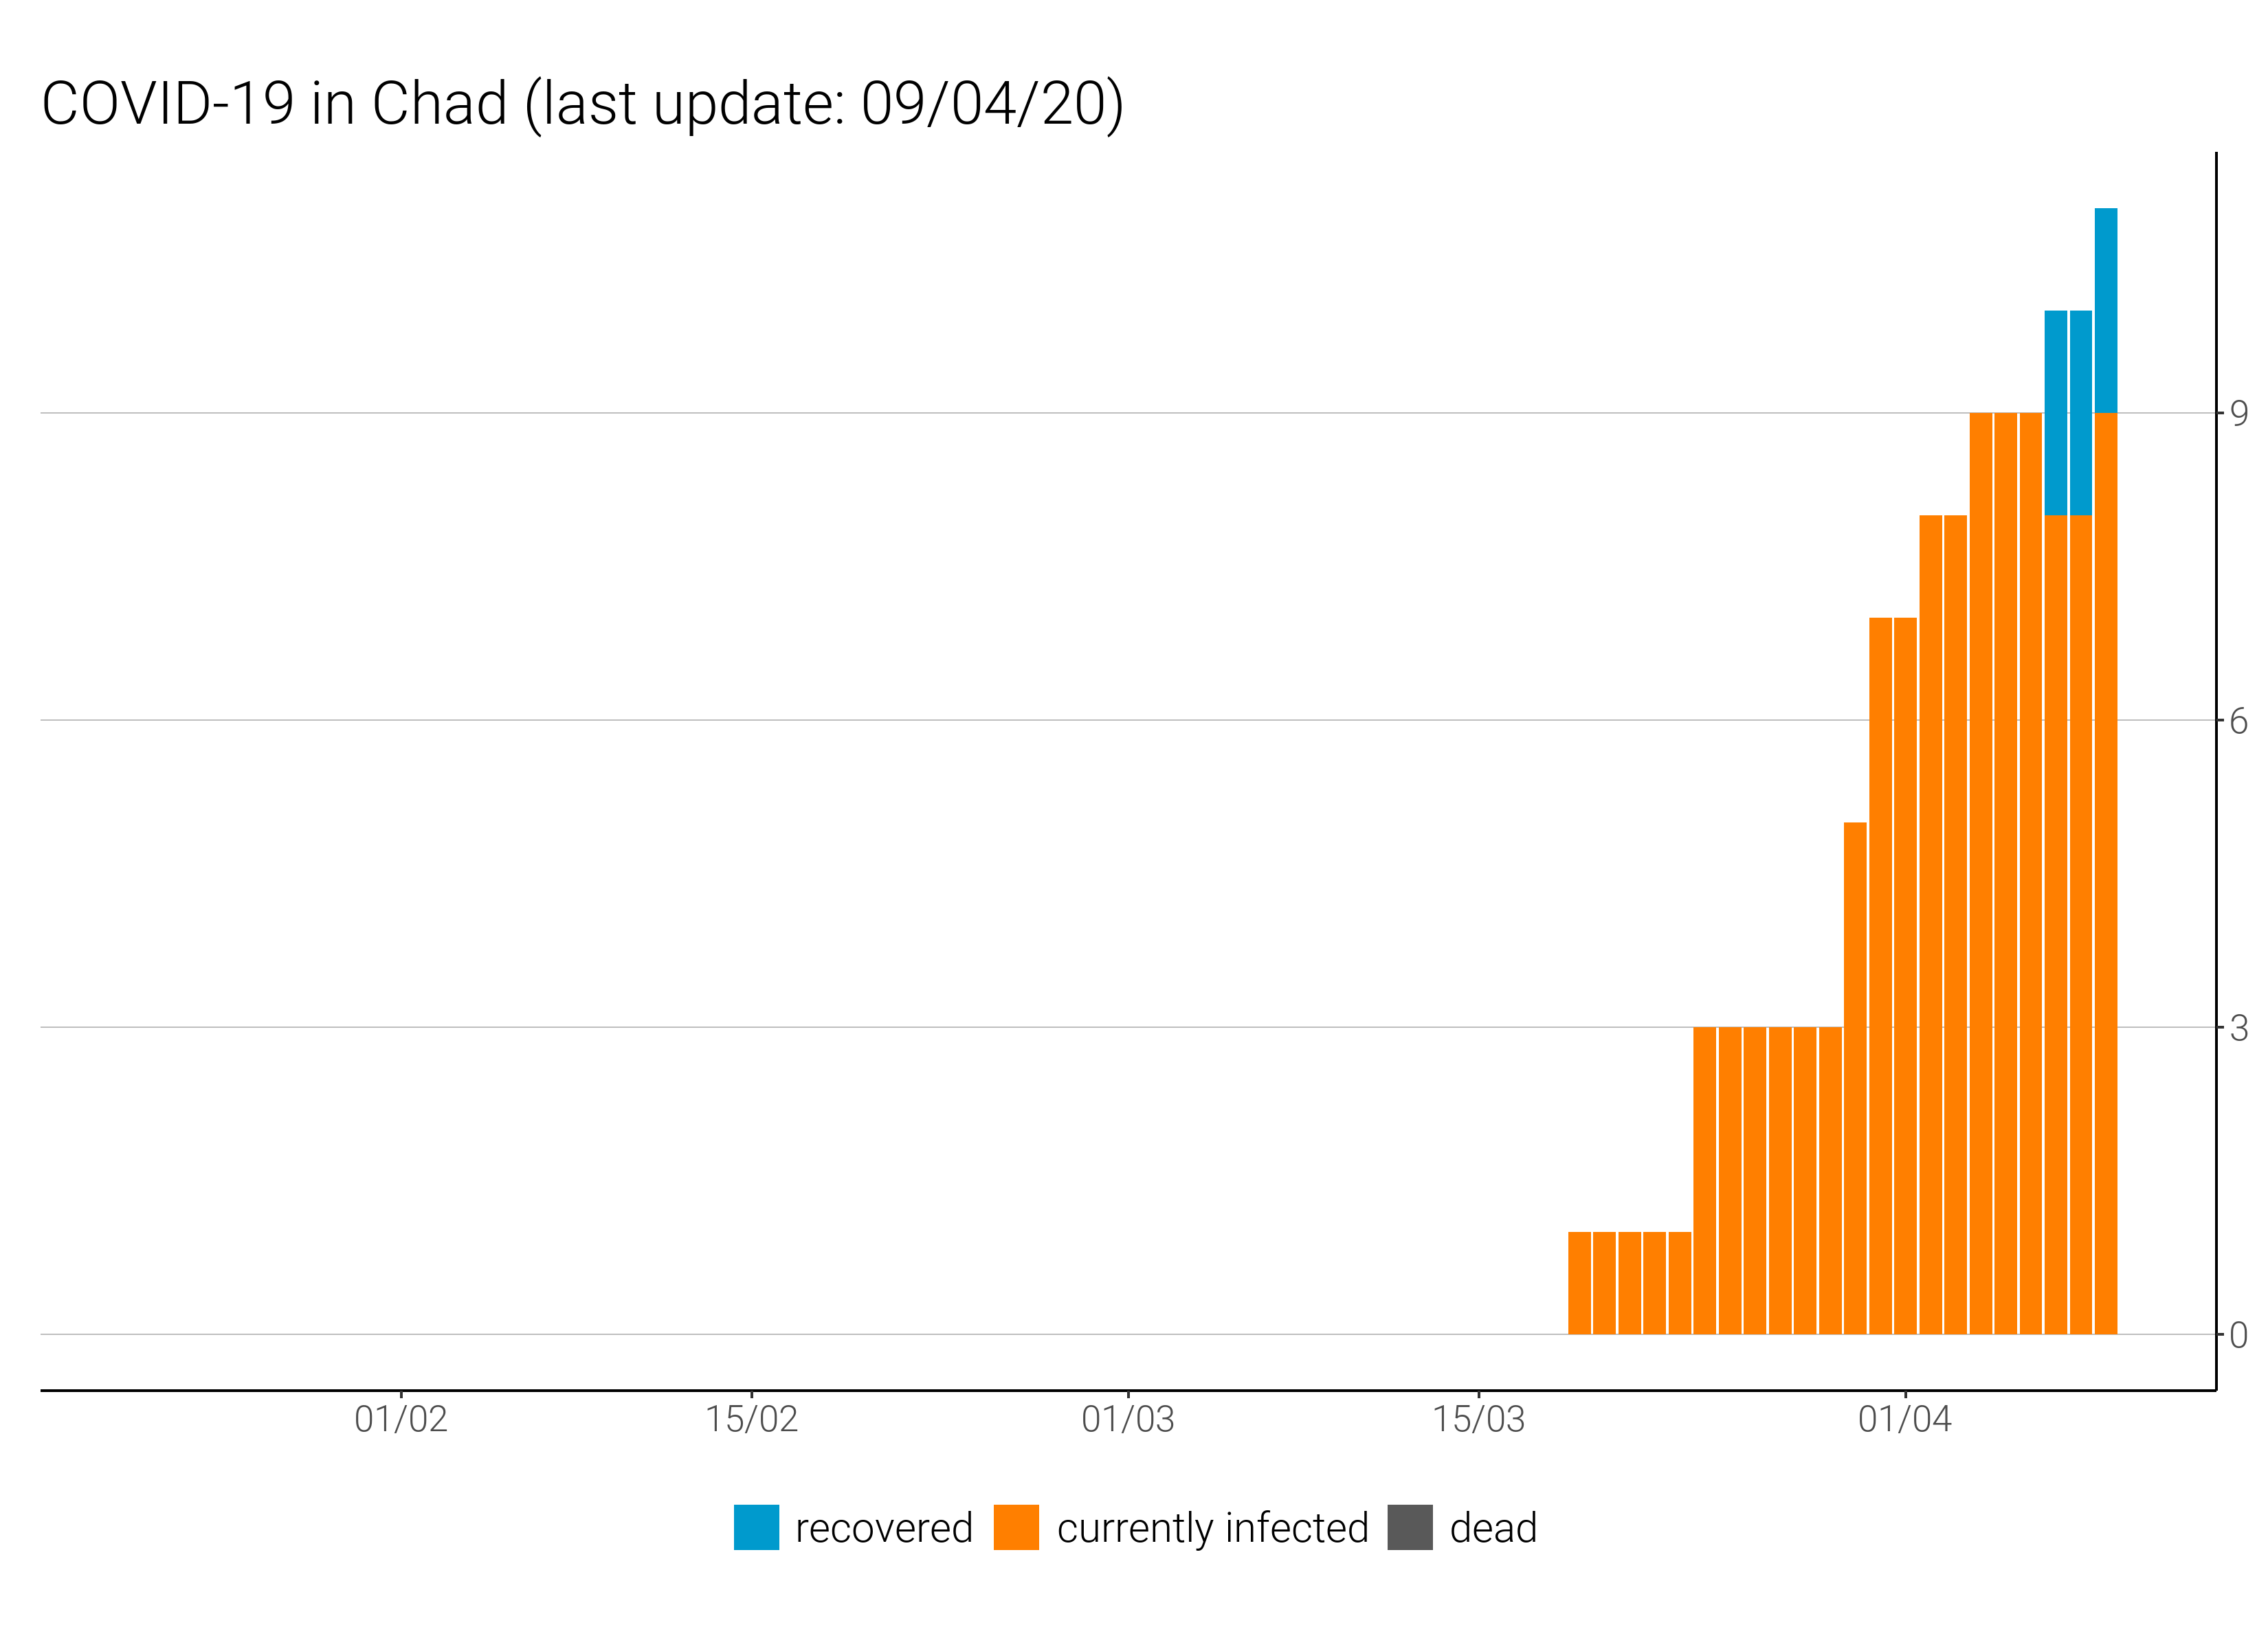 COVID-19 in Chad (last update: 09/04/20)
9
6
3
0
01/02 15/02 01/03 15/03 01/04
recovered currently infected dead